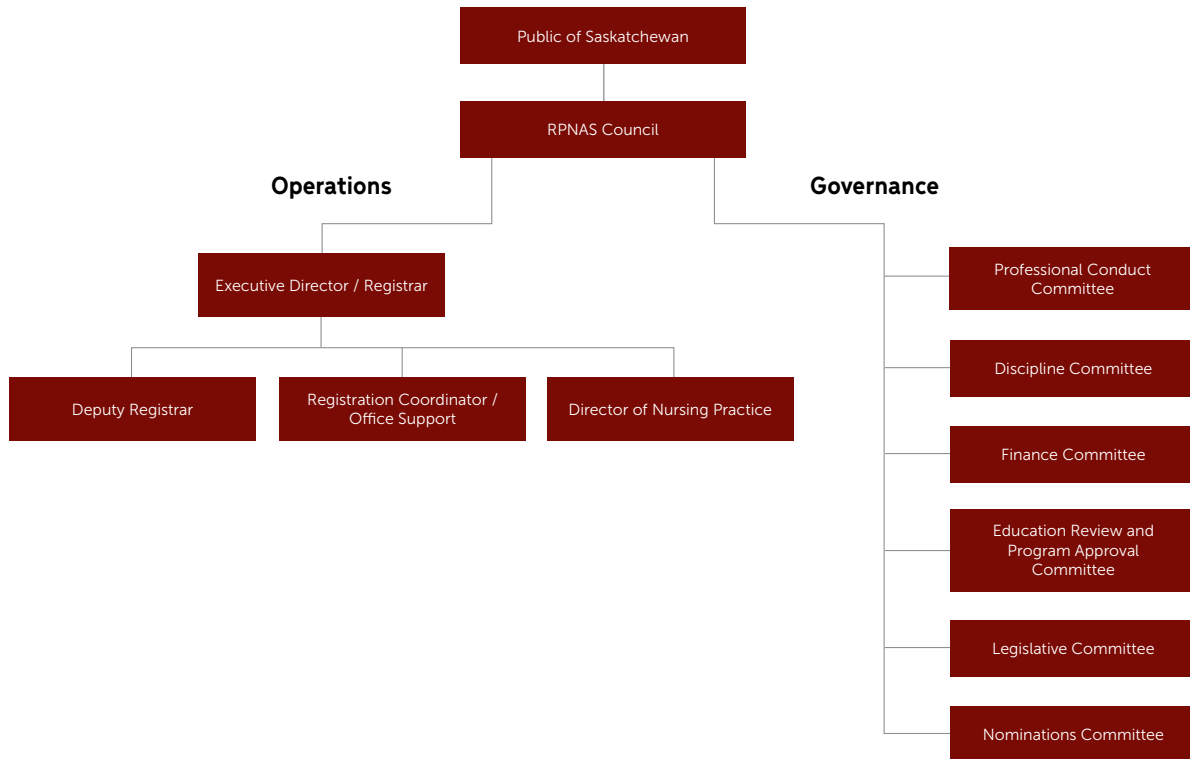 Public of Saskatchewan
RPNAS Council
Operations
Governance
Executive Director / Registrar
Deputy Registrar
Registration Coordinator /
Office Support
Director of Nursing Practice
Professional Conduct
Committee
Discipline Committee
Finance Committee
Education Review and
Program Approval
Committee
Legislative Committee
Nominations Committee